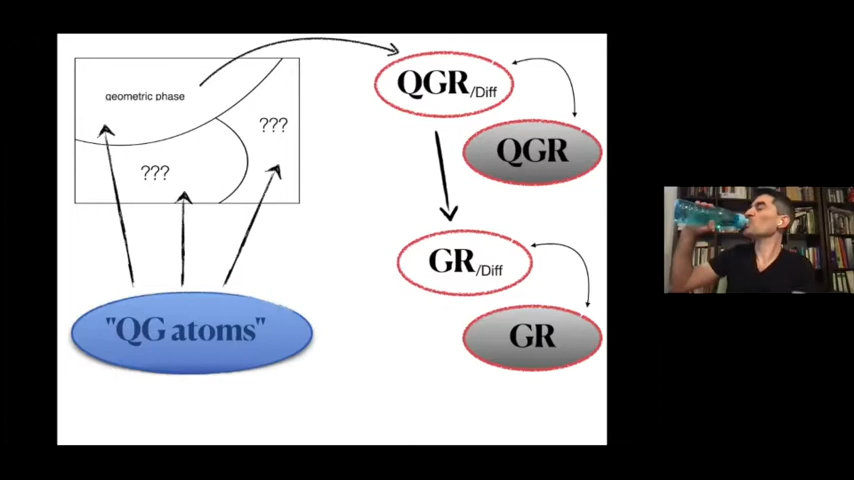 geometric phase
???
???
"QG atoms"
QGR/Diff
QGR
GR/Diff
GR